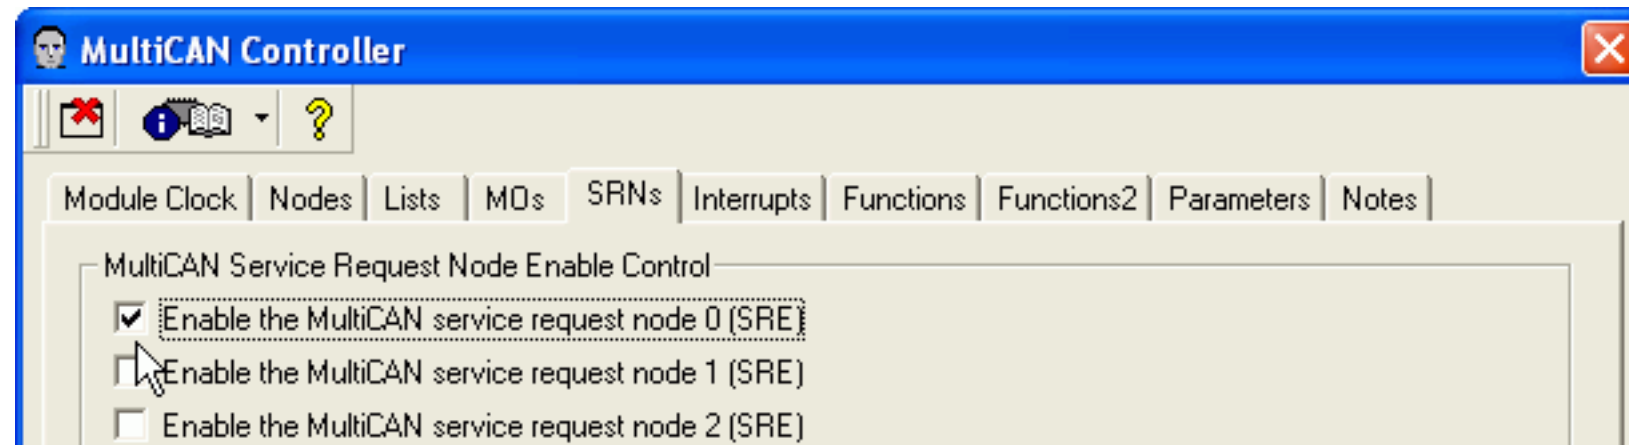 MultiCAN Controller
Module Clock Nodes Lists MOs SRNs Interrupts Functions Functions2 Parameters Notes
MultiCAN Service Request Node Enable Control
Enable the MultiCAN service request node 0 (SRE)
Enable the MultiCAN service request node 1 (SRE)
Enable the MultiCAN service request node 2 (SRE)